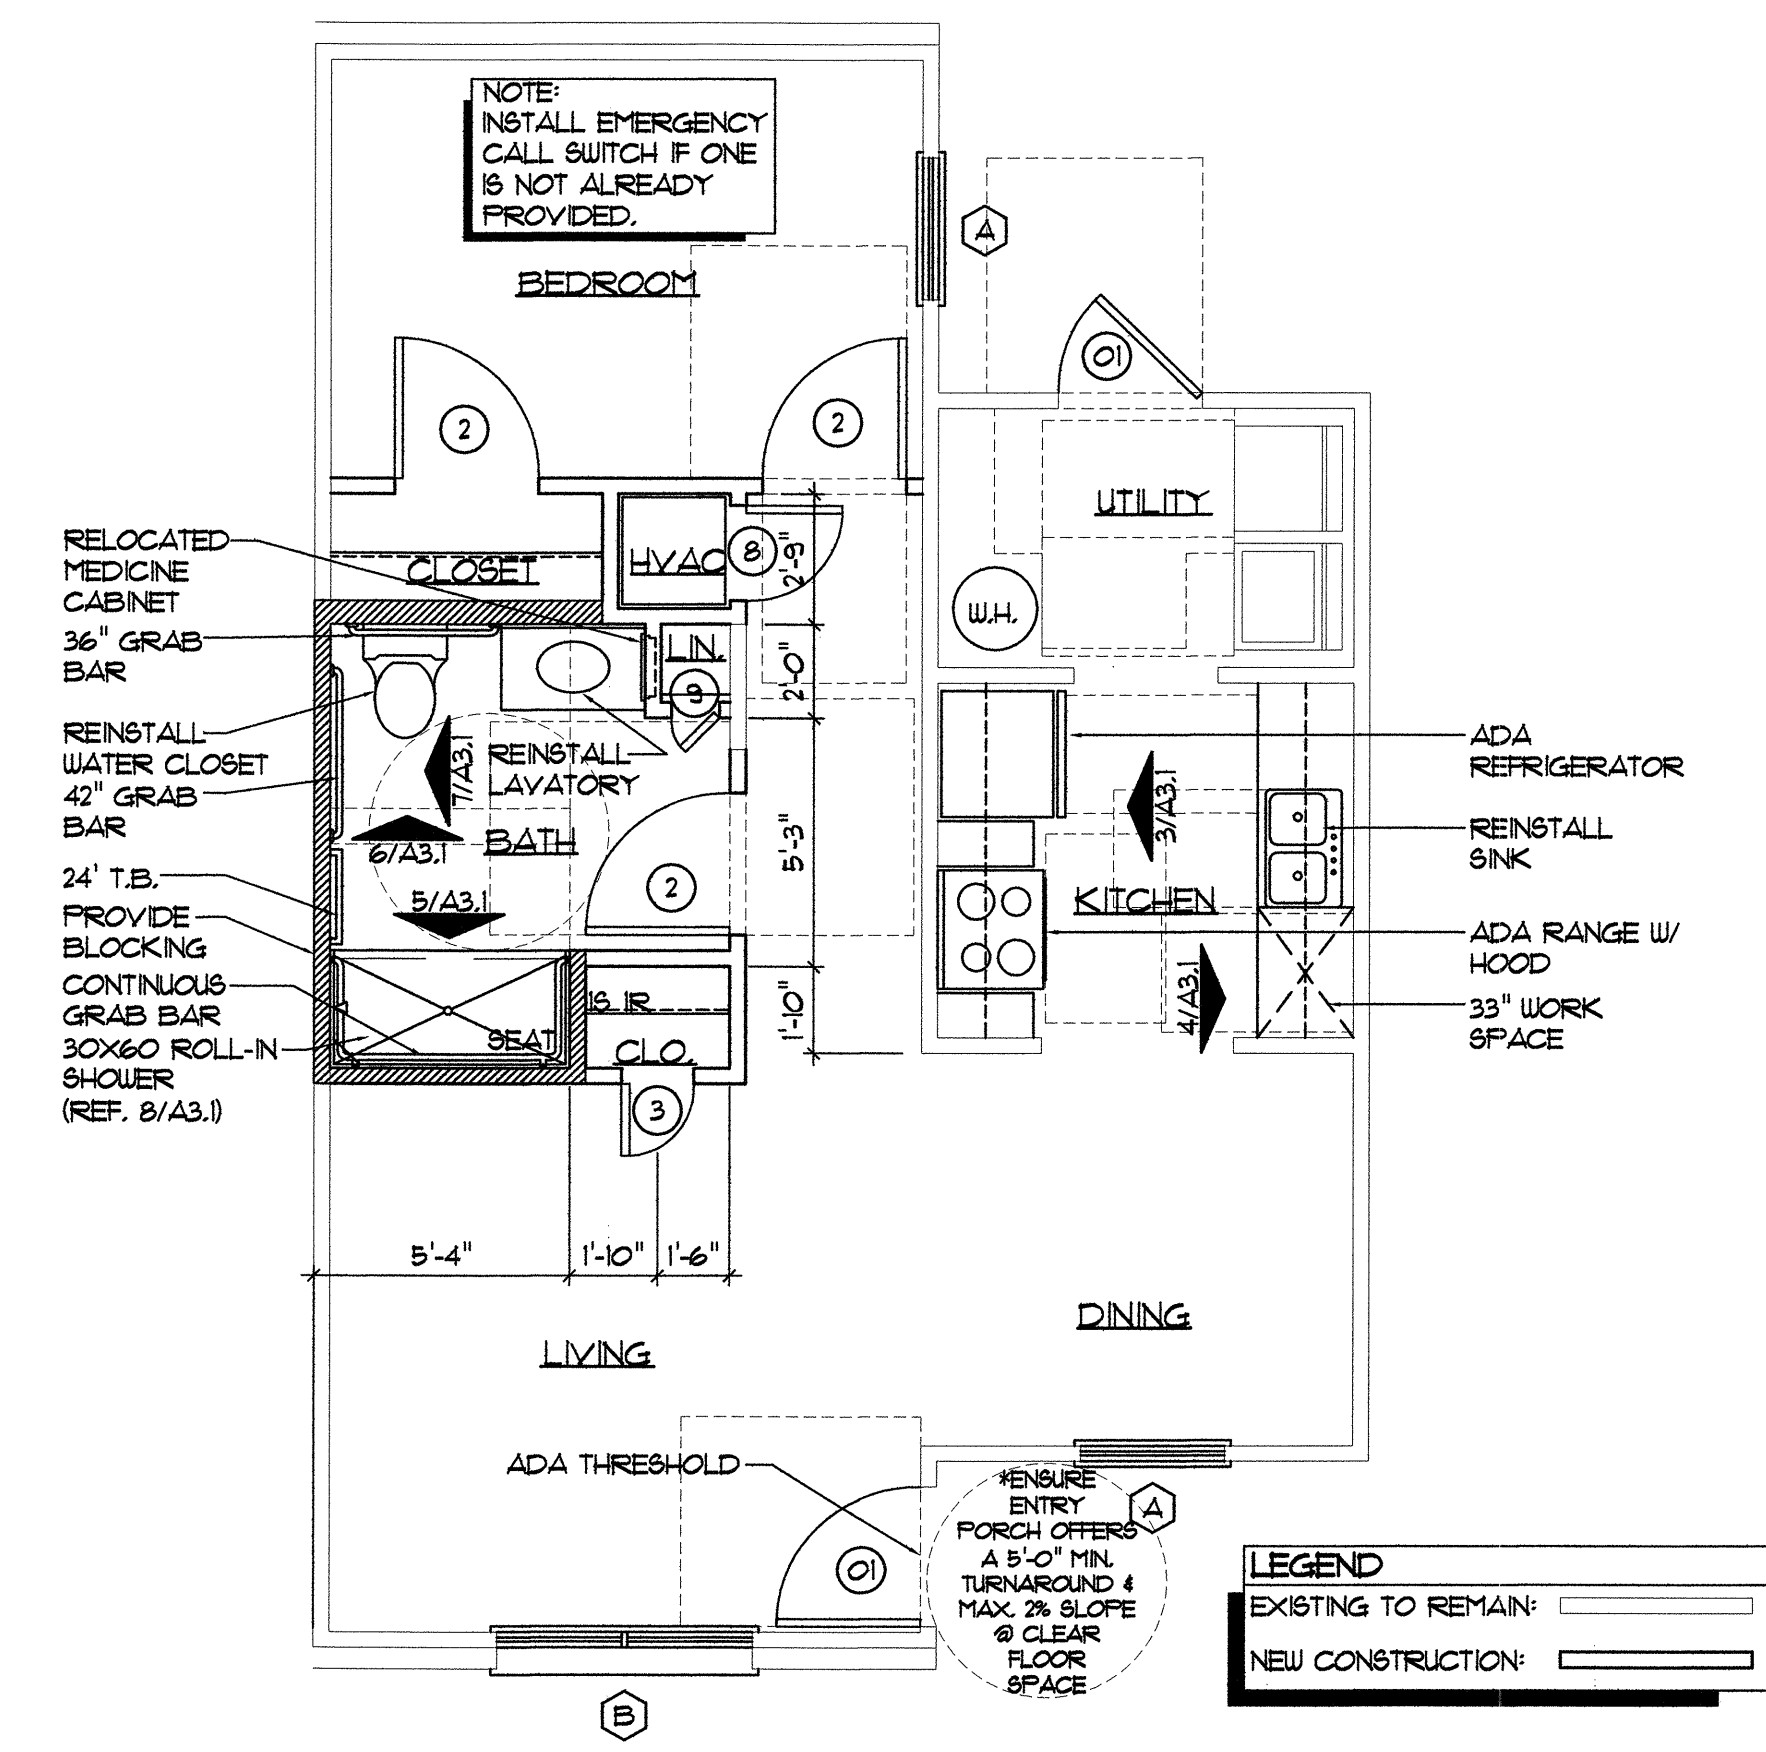 NOTE:
INSTALL EMERGENCY
CALL SWITCH IF ONE
IS NOT ALREADY
PROVIDED.
A
BEDROOM
01
2
2
UTILITY
RELOCATED
MEDICINE
CABINET
CLOSET
HVAC
8
2'-9"
W.H.
36" GRAB
BAR
LIN.
9
2'-0"
REINSTALL
WATER CLOSET
42" GRAB
BAR
7/A3.1
REINSTALL
LAVATORY
BATH
6/A3.1
5/A3.1
2
5'-3"
3/A3.1
ADA
REFRIGERATOR
REINSTALL
SINK
KITCHEN
ADA RANGE W/
HOOD
33" WORK
SPACE
4/A3.1
24' T.B.
PROVIDE
BLOCKING
CONTINUOUS
GRAB BAR
30X60 ROLL-IN
SHOWER
(REF. 8/A3.1)
SEAT
1S 1R
CLO.
1'-10"
3
5'-4"
1'-10"
1'-6"
DINING
LIVING
ADA THRESHOLD
01
*ENSURE
ENTRY
PORCH OFFERS
A 5'-0" MIN.
TURNAROUND &
MAX. 2% SLOPE
@ CLEAR
FLOOR
SPACE
A
B
LEGEND
EXISTING TO REMAIN:
NEW CONSTRUCTION: